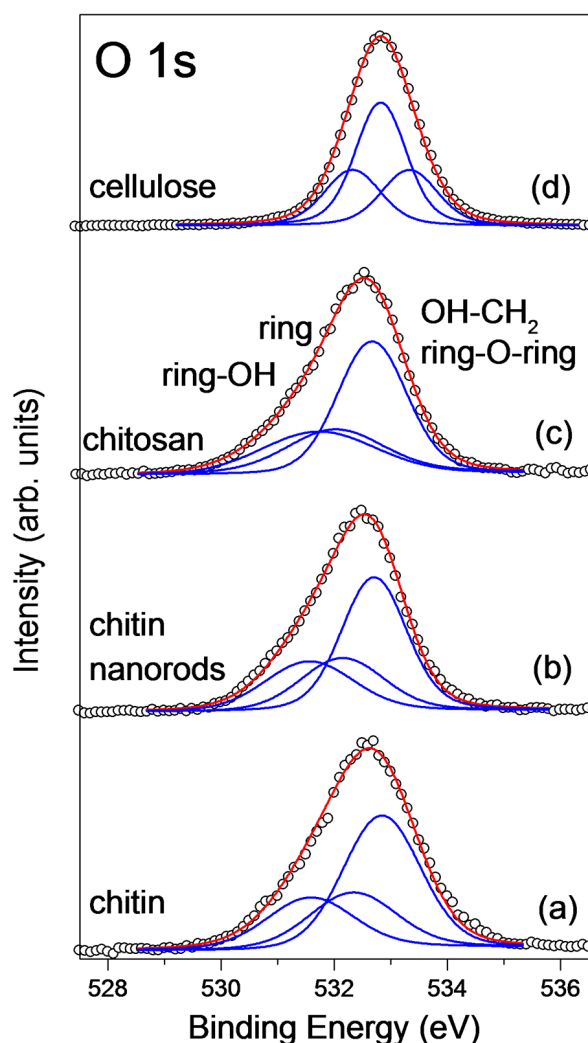 O 1s
cellulose
(d)
OH-CH₂
ring
ring-O-ring
ring-OH
chitosan
(c)
chitin
nanorods
(b)
chitin
(a)
Intensity (arb. units)
528 530 532 534 536
Binding Energy (eV)